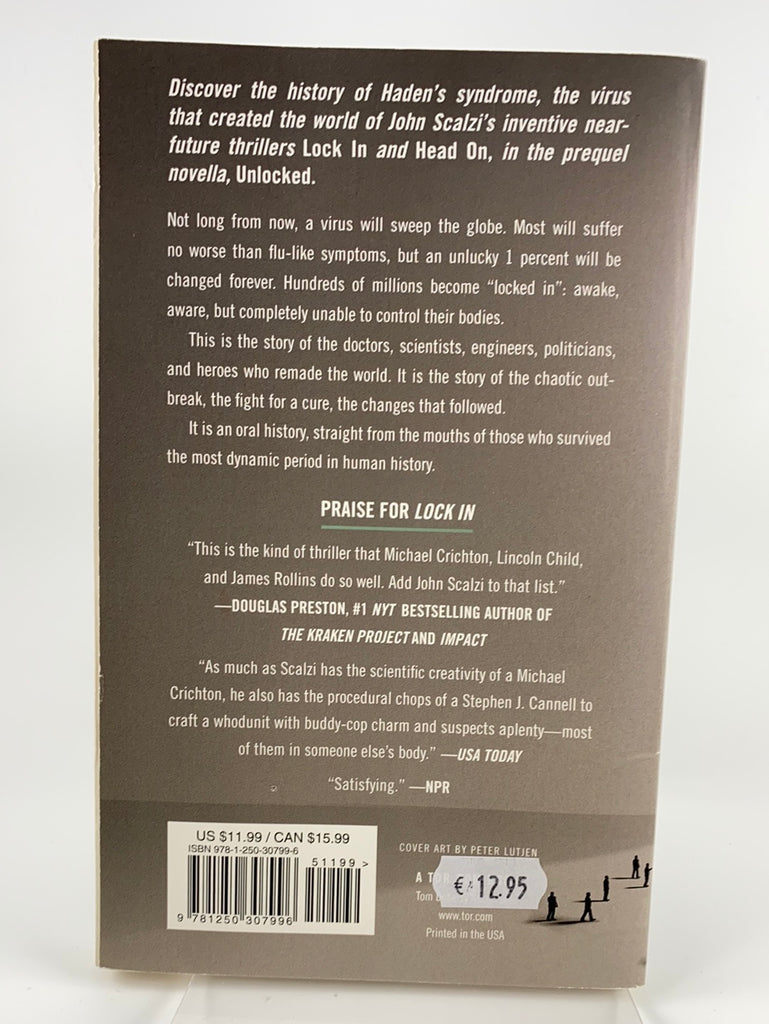 Discover the history of Haden's syndrome, the virus
that created the world of John Scalzi's inventive near-
future thrillers Lock In and Head On, in the prequel
novella, Unlocked.
Not long from now, a virus will sweep the globe. Most will suffer
no worse than flu-like symptoms, but an unlucky 1 percent will be
changed forever. Hundreds of millions become "locked in": awake,
aware, but completely unable to control their bodies.
This is the story of the doctors, scientists, engineers, politicians,
and heroes who remade the world. It is the story of the chaotic out-
break, the fight for a cure, the changes that followed.
It is an oral history, straight from the mouths of those who survived
the most dynamic period in human history.
PRAISE FOR LOCK IN
"This is the kind of thriller that Michael Crichton, Lincoln Child,
and James Rollins do so well. Add John Scalzi to that list."
—DOUGLAS PRESTON, #1 NYT BESTSELLING AUTHOR OF
THE KRAKEN PROJECT AND IMPACT
"As much as Scalzi has the scientific creativity of a Michael
Crichton, he also has the procedural chops of a Stephen J. Cannell to
craft a whodunit with buddy-cop charm and suspects aplenty—most
of them in someone else's body." —USA TODAY
"Satisfying." —NPR
US $11.99 / CAN $15.99
ISBN 978-1-250-30799-6
51199>
9 781250 307996
COVER ART BY PETER LUTJEN
A
Tom
€ 12.95
www.tor.com
Printed in the USA